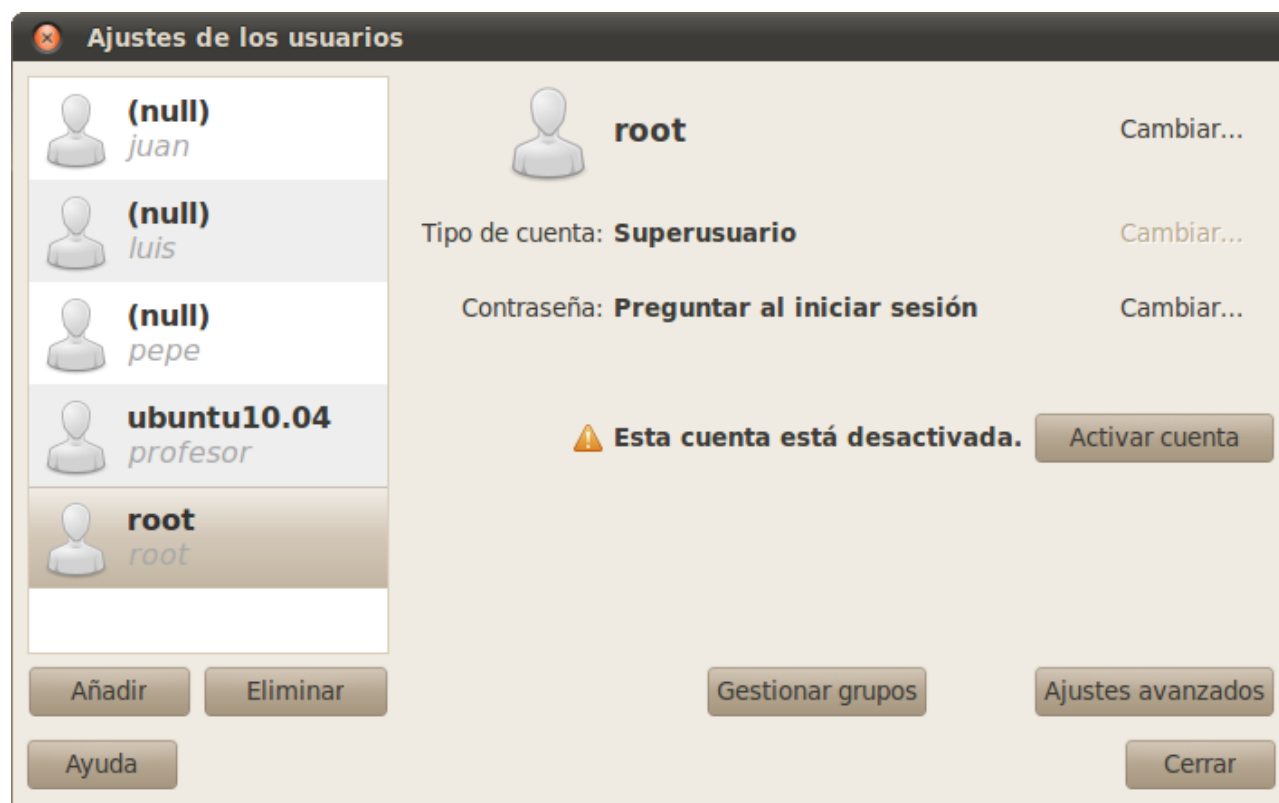 Ajustes de los usuarios
(null)
juan
(null)
luis
(null)
pepe
ubuntu10.04
profesor
root
root
root Cambiar...
Tipo de cuenta: Superusuario Cambiar...
Contraseña: Preguntar al iniciar sesión Cambiar...
Esta cuenta está desactivada. Activar cuenta
Añadir Eliminar Gestionar grupos Ajustes avanzados
Ayuda Cerrar